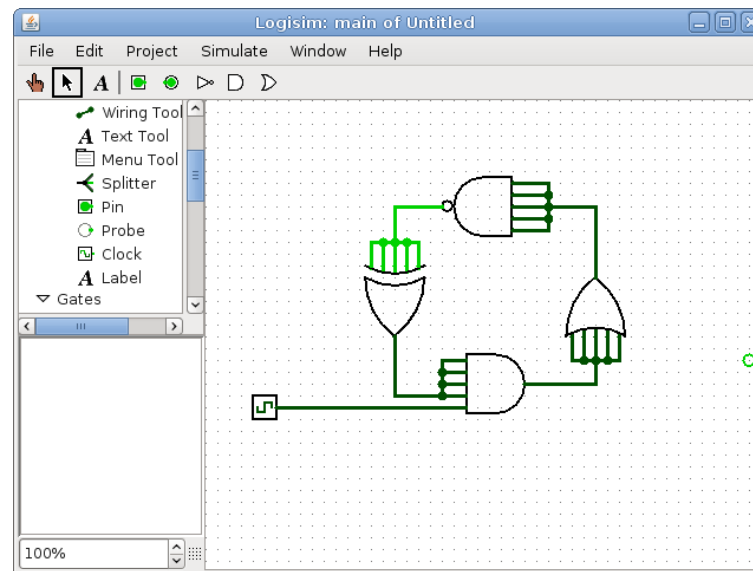 Logisim: main of Untitled
File Edit Project Simulate Window Help
A
Wiring Tool
A Text Tool
Menu Tool
Splitter
Pin
Probe
Clock
A Label
Gates
100%